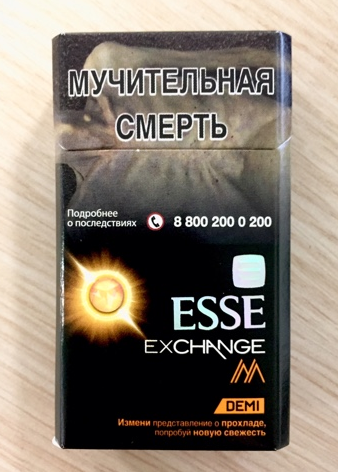 МУЧИТЕЛЬНАЯ
СМЕРТЬ
Подробнее
о последствиях
8 800 200 0 200
ESSE
EXCHANGE
DEMI
Измени представление о прохладе,
попробуй новую свежесть